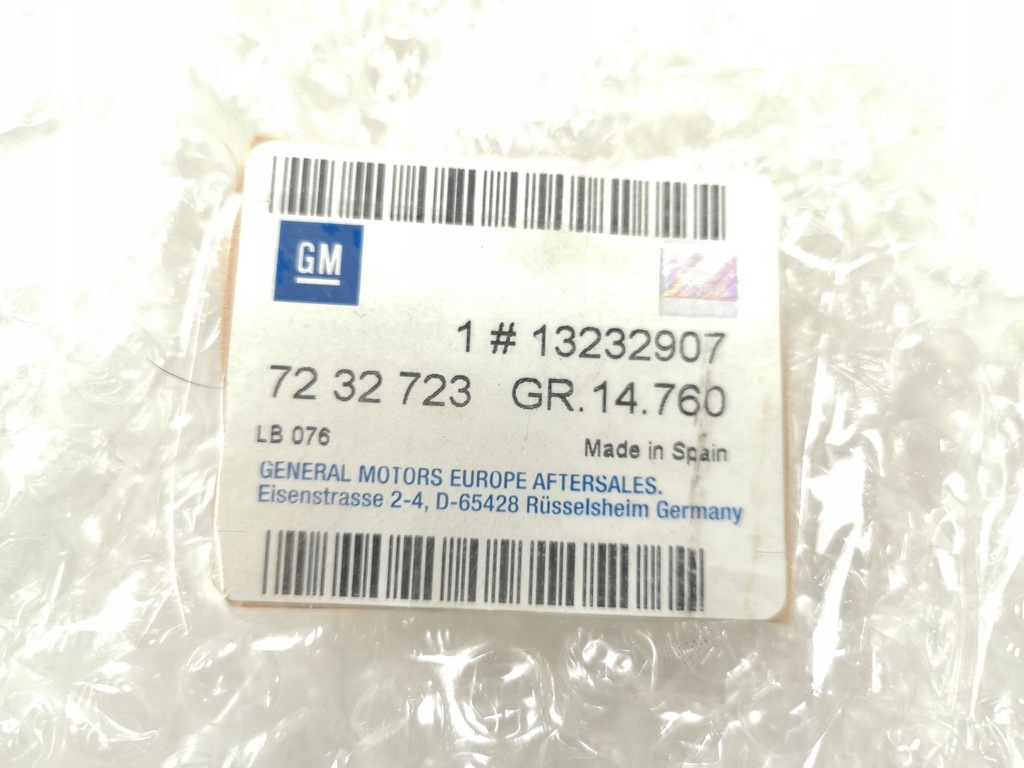 GM
1 # 13232907
72 32 723 GR.14.760
LB 076
Made in Spain
GENERAL MOTORS EUROPE AFTERSALES.
Eisenstrasse 2-4, D-65428 Rüsselsheim Germany